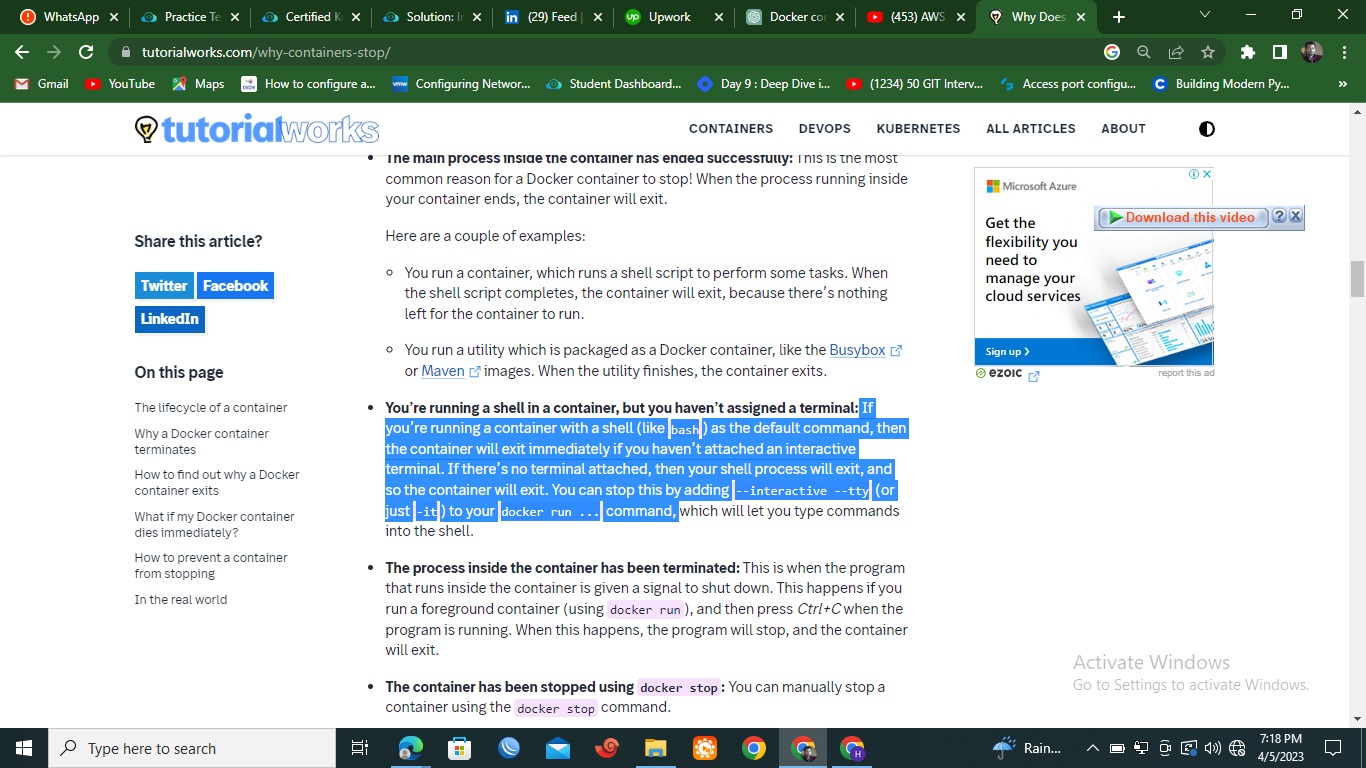 WhatsApp
Practice Te
Certified K
Solution: I
(29) Feed |
Upwork
Docker co
(453) AWS
Why Does
tutorialworks.com/why-containers-stop/
Gmail
YouTube
Maps
How to configure a...
Configuring Networ...
Student Dashboard...
Day 9 : Deep Dive i...
(1234) 50 GIT Interv...
Access port configu...
Building Modern Py...
»
tutorialworks
CONTAINERS
DEVOPS
KUBERNETES
ALL ARTICLES
ABOUT
Share this article?
Twitter
Facebook
LinkedIn
On this page
The lifecycle of a container
Why a Docker container
terminates
How to find out why a Docker
container exits
What if my Docker container
dies immediately?
How to prevent a container
from stopping
In the real world
• The main process inside the container has ended successfully: This is the most
common reason for a Docker container to stop! When the process running inside
your container ends, the container will exit.
Here are a couple of examples:
You run a container, which runs a shell script to perform some tasks. When
the shell script completes, the container will exit, because there's nothing
left for the container to run.
You run a utility which is packaged as a Docker container, like the Busybox
or Maven images. When the utility finishes, the container exits.
• You're running a shell in a container, but you haven't assigned a terminal: If
you're running a container with a shell (like bash) as the default command, then
the container will exit immediately if you haven't attached an interactive
terminal. If there's no terminal attached, then your shell process will exit, and
so the container will exit. You can stop this by adding --interactive --tty (or
just -it) to your docker run ... command, which will let you type commands
into the shell.
• The process inside the container has been terminated: This is when the program
that runs inside the container is given a signal to shut down. This happens if you
run a foreground container (using docker run), and then press Ctrl+C when the
program is running. When this happens, the program will stop, and the container
will exit.
• The container has been stopped using docker stop: You can manually stop a
container using the docker stop command.
Microsoft Azure
Get the
flexibility you
need to
manage your
cloud services
Sign up >
Download this video
?
X
ezoic
report this ad
Activate Windows
Go to Settings to activate Windows.
Type here to search
H
Rain...
7:18 PM
4/5/2023